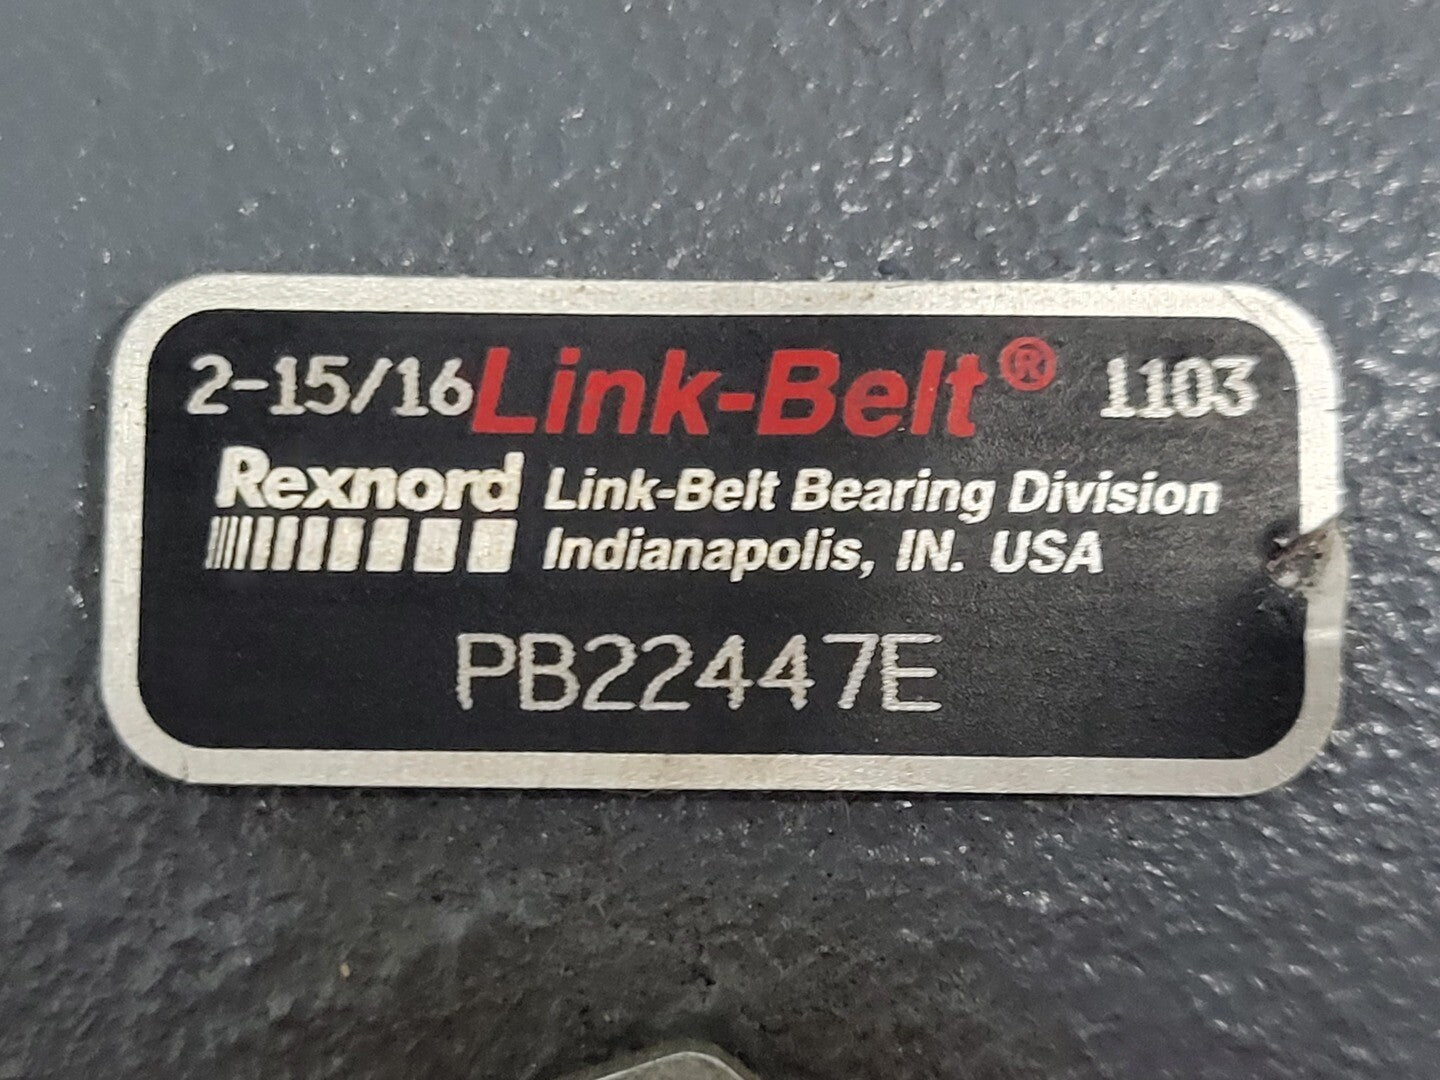 2-15/16 Link-Belt® 1103
Rexnord Link-Belt Bearing Division
Indianapolis, IN. USA
PB22447E